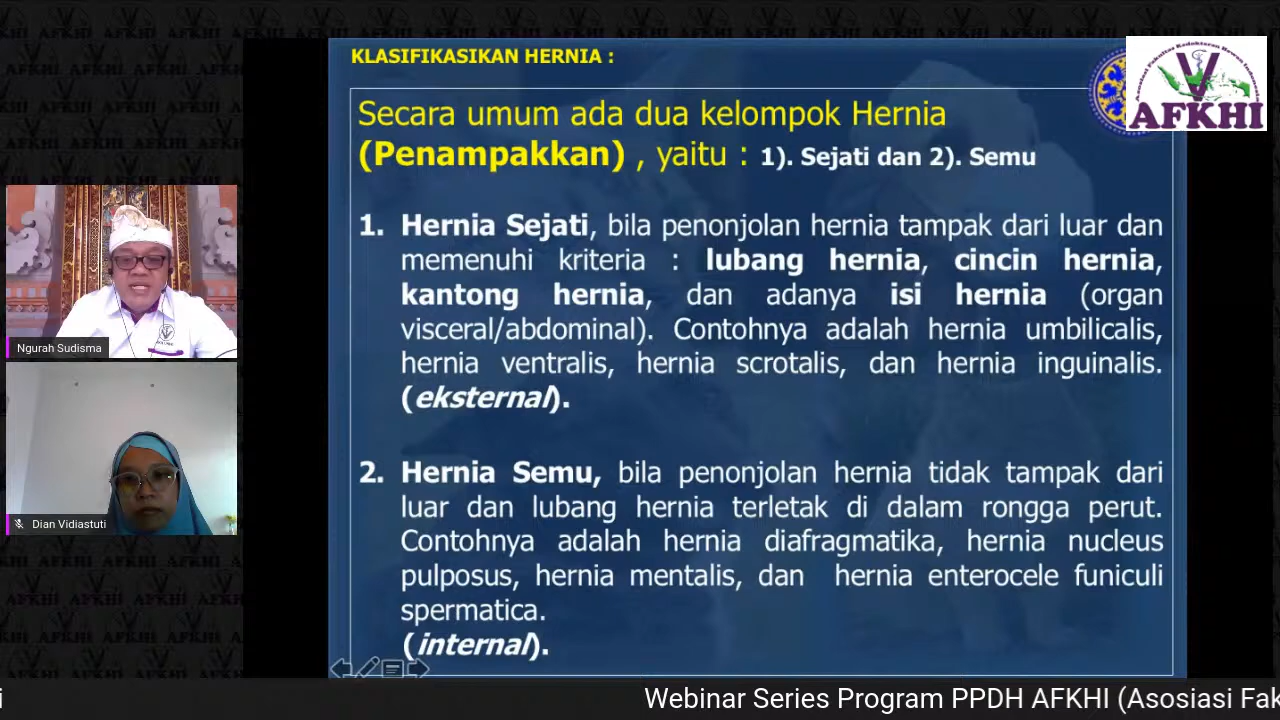 KLASIFIKASIKAN HERNIA :
Secara umum ada dua kelompok Hernia
(Penampakkan) , yaitu : 1). Sejati dan 2). Semu
1. Hernia Sejati, bila penonjolan hernia tampak dari luar dan
memenuhi kriteria : lubang hernia, cincin hernia,
kantong hernia, dan adanya isi hernia (organ
visceral/abdominal). Contohnya adalah hernia umbilicalis,
hernia ventralis, hernia scrotalis, dan hernia inguinalis.
(eksternal).
2. Hernia Semu, bila penonjolan hernia tidak tampak dari
luar dan lubang hernia terletak di dalam rongga perut.
Contohnya adalah hernia diafragmatika, hernia nucleus
pulposus, hernia mentalis, dan hernia enterocele funiculi
spermatica.
(internal).
AFKHI
Ngurah Sudisma
Dian Vidiastuti
i
Webinar Series Program PPDH AFKHI (Asosiasi Fak